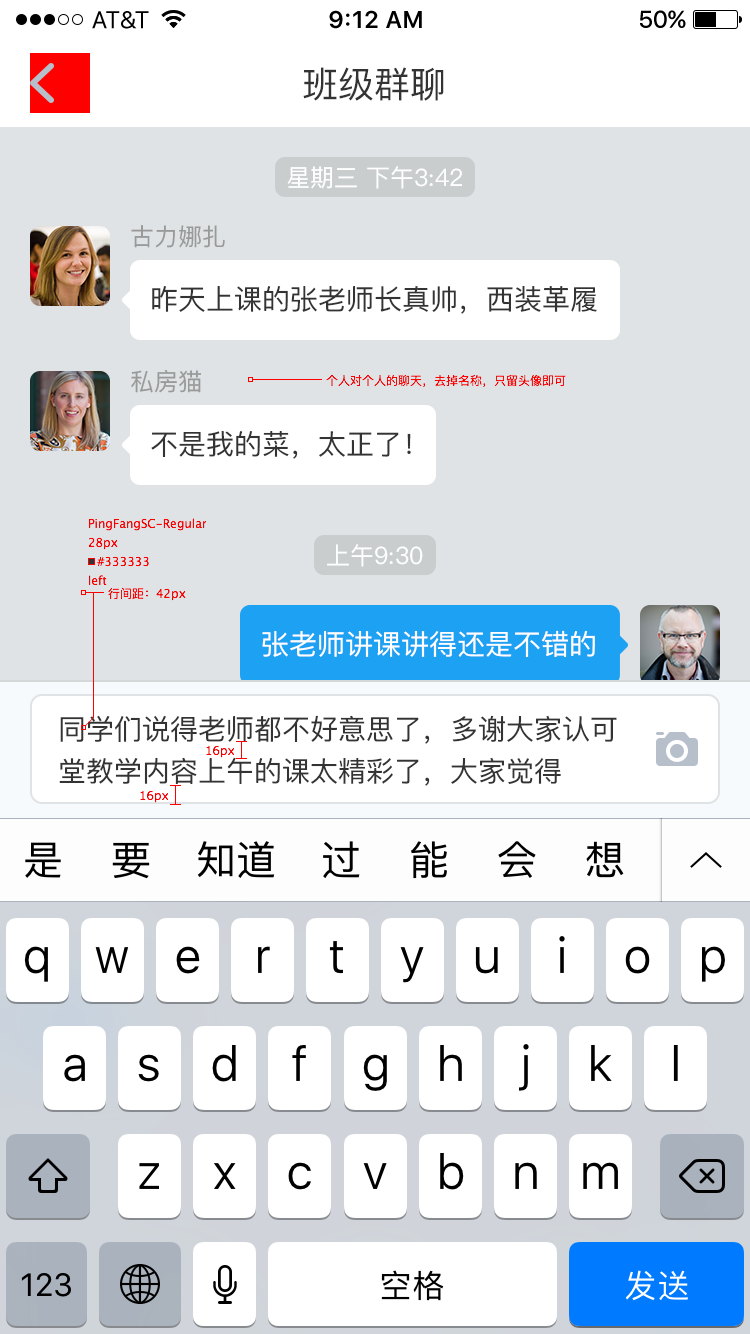 AT&T 9:12 AM 50%
班级群聊
星期三 下午3:42
古力娜扎
昨天上课的张老师长真帅，西装革履
私房猫
个人对个人的聊天，去掉名称，只留头像即可
不是我的菜，太正了！
PingFangSC-Regular
28px
#333333
left
行间距：42px
上午9:30
张老师讲课讲得还是不错的
同学们说得老师都不好意思了，多谢大家认可
16px
堂教学内容上午的课太精彩了，大家觉得
16px
是 要 知道 过 能 会 想
q w e r t y u i o p
a s d f g h j k l
z x c v b n m
123 空格 发送